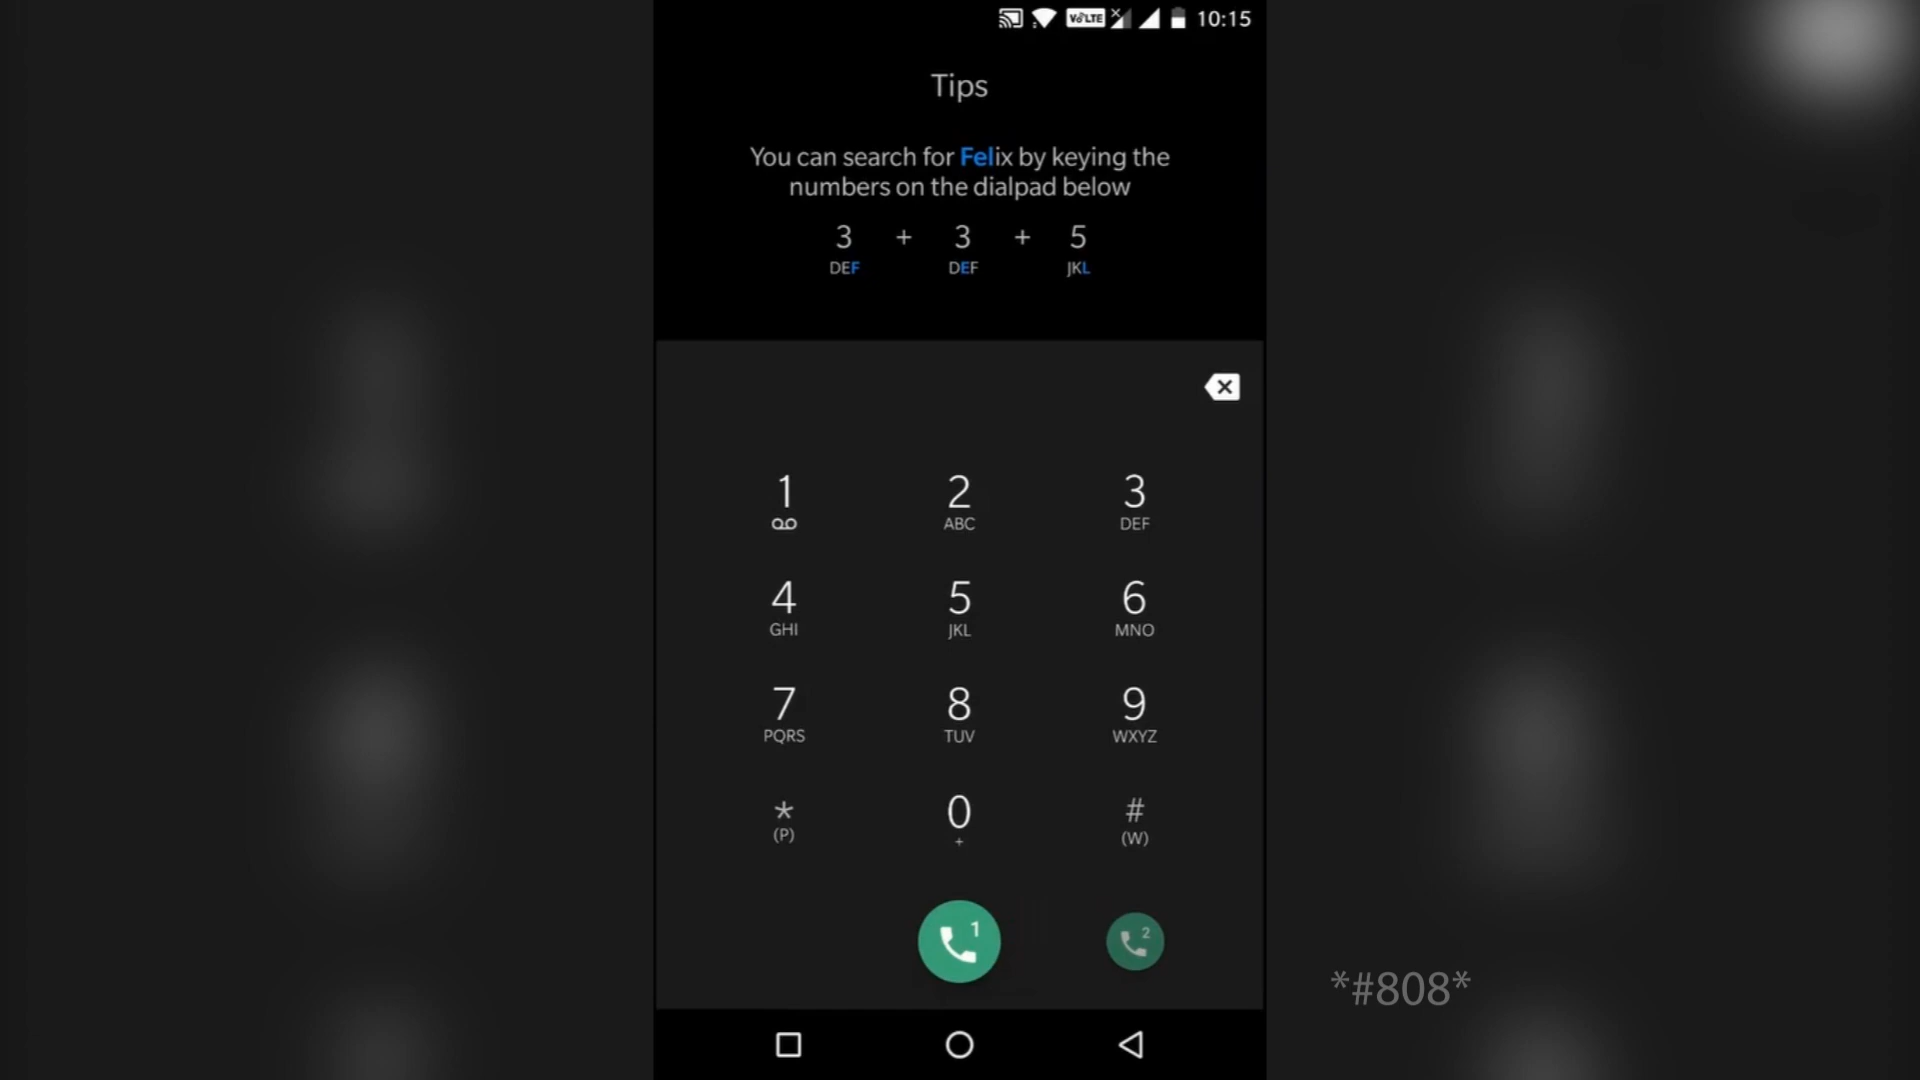 VoLTE 10:15
Tips
You can search for Felix by keying the
numbers on the dialpad below
3 + 3 + 5
DEF DEF JKL
1 2 3
ABC DEF
4 5 6
GHI JKL MNO
7 8 9
PQRS TUV WXYZ
* 0 #
(P) + (W)
1 2
*#808*